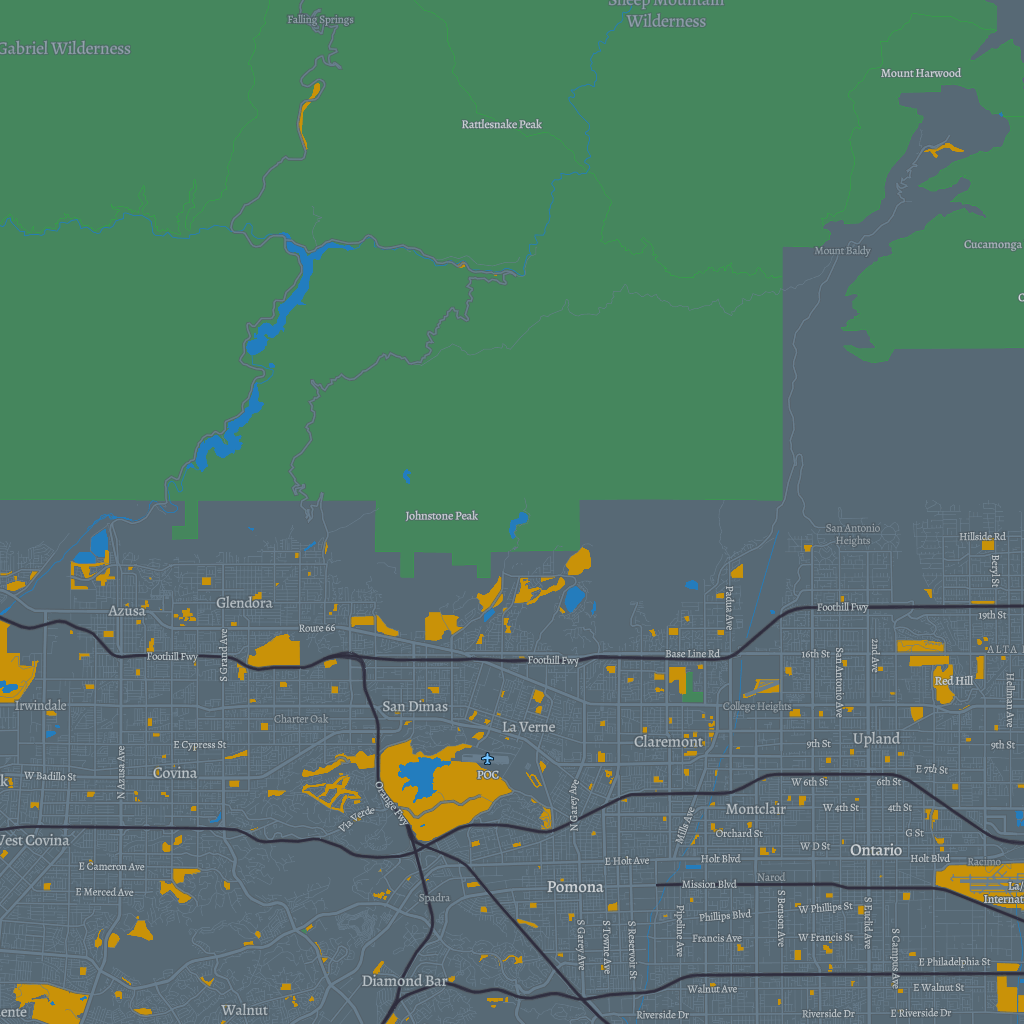 Sheep Mountain
Wilderness
Falling Springs
Gabriel Wilderness
Mount Harwood
Rattlesnake Peak
Cucamonga
Mount Baldy
Johnstone Peak
San Antonio
Heights
Hillside Rd
Beryl St
Azusa
Glendora
Padua Ave
Foothill Fwy
19th St
Route 66
S Grand Ave
Foothill Fwy
Foothill Fwy
Base Line Rd
16th St
San Antonio Ave
2nd Ave
ALTA
Red Hill
Hellman Ave
Irwindale
San Dimas
College Heights
Charter Oak
La Verne
Claremont
Upland
E Cypress St
9th St
9th St
N Azusa Ave
W Badillo St
Covina
POC
E 7th St
W 6th St
6th St
Orange Fwy
Via Verde
N Garey Ave
Mills Ave
Montclair
W 4th St
4th St
West Covina
Orchard St
G St
W D St
Ontario
E Cameron Ave
E Holt Ave
Holt Blvd
Holt Blvd
Racimo
E Merced Ave
Pomona
Mission Blvd
Narod
La/
Internat
Spadra
S Garey Ave
S Towne Ave
S Reservoir St
Pipeline Ave
Phillips Blvd
S Benson Ave
W Phillips St
S Euclid Ave
Francis Ave
W Francis St
S Campus Ave
E Philadelphia St
Diamond Bar
Walnut Ave
E Walnut St
ente
Walnut
Riverside Dr
Riverside Dr
E Riverside Dr